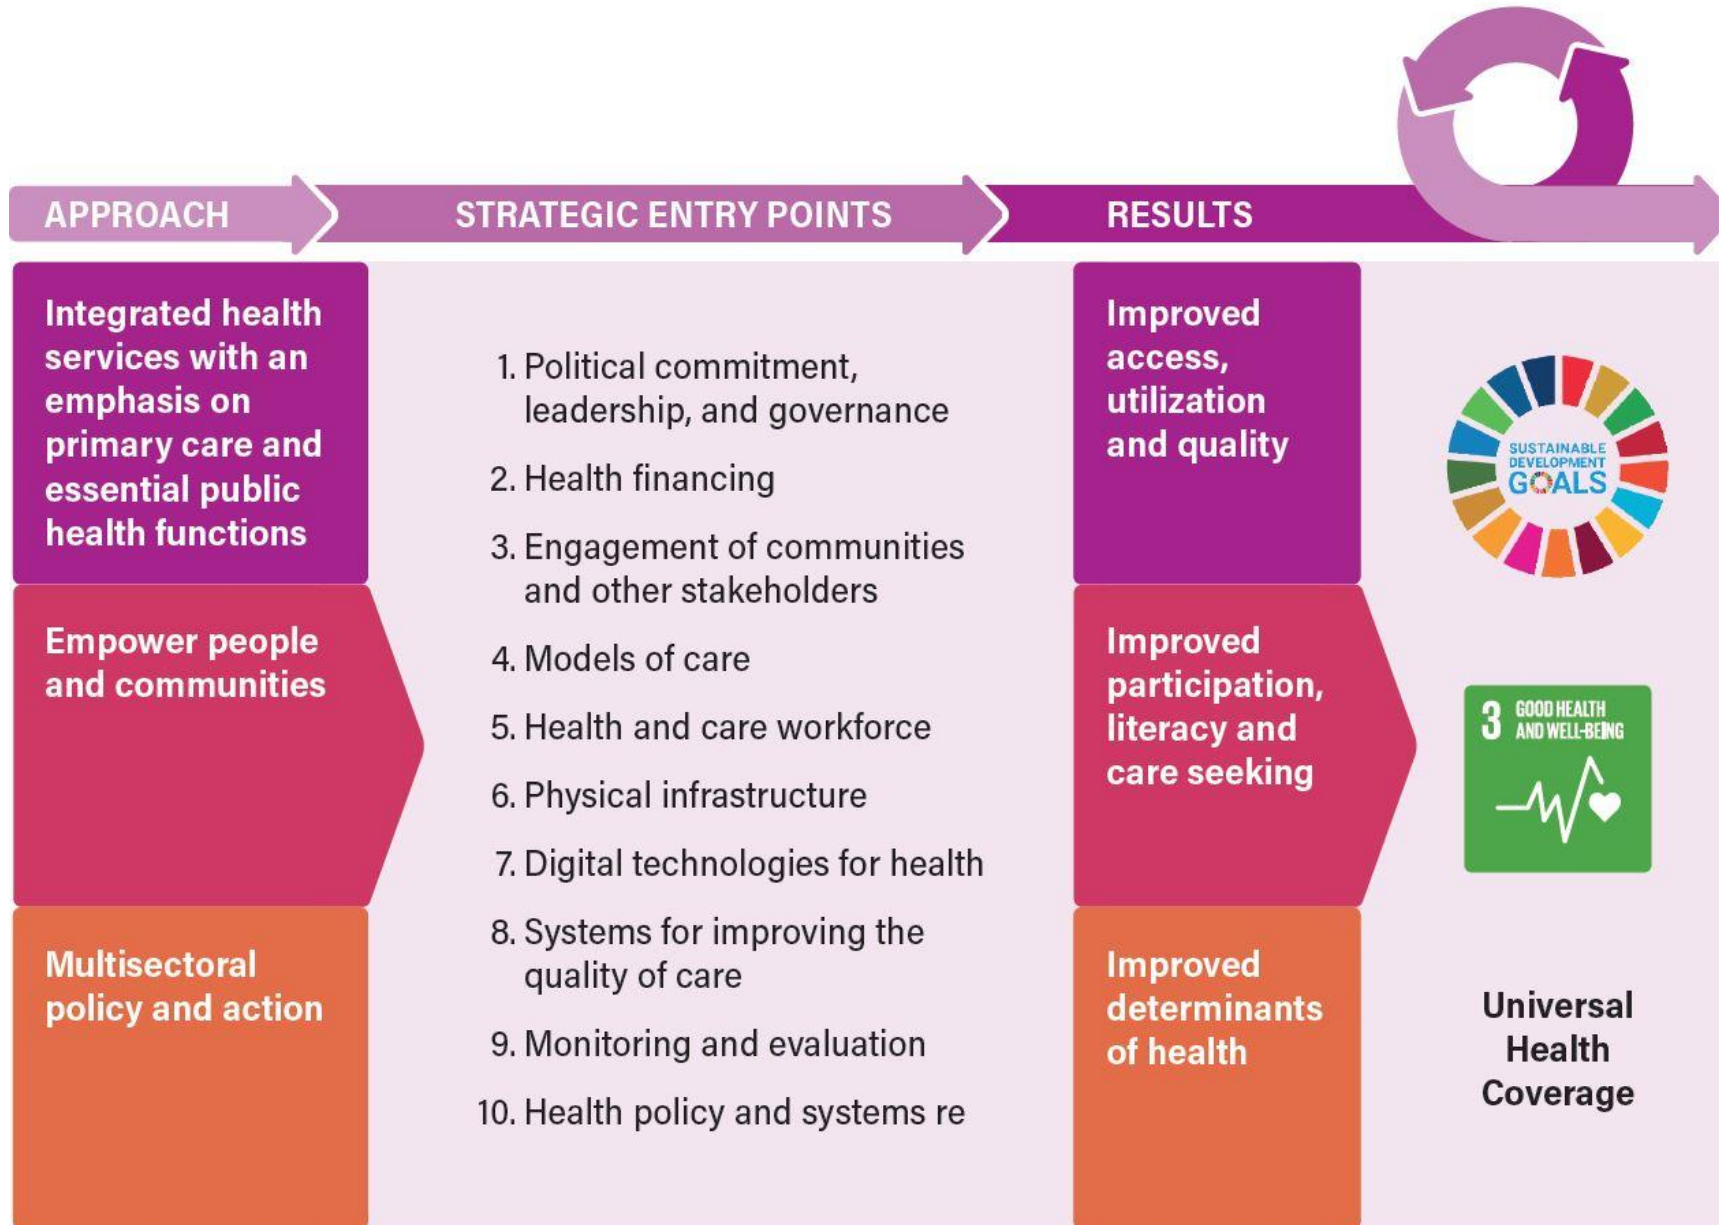 APPROACH
STRATEGIC ENTRY POINTS
RESULTS
Integrated health
services with an
emphasis on
primary care and
essential public
health functions
Empower people
and communities
Multisectoral
policy and action
1. Political commitment,
leadership, and governance
2. Health financing
3. Engagement of communities
and other stakeholders
4. Models of care
5. Health and care workforce
6. Physical infrastructure
7. Digital technologies for health
8. Systems for improving the
quality of care
9. Monitoring and evaluation
10. Health policy and systems re
Improved
access,
utilization
and quality
Improved
participation,
literacy and
care seeking
Improved
determinants
of health
SUSTAINABLE
DEVELOPMENT
GOALS
3 GOOD HEALTH
AND WELL-BEING
Universal
Health
Coverage